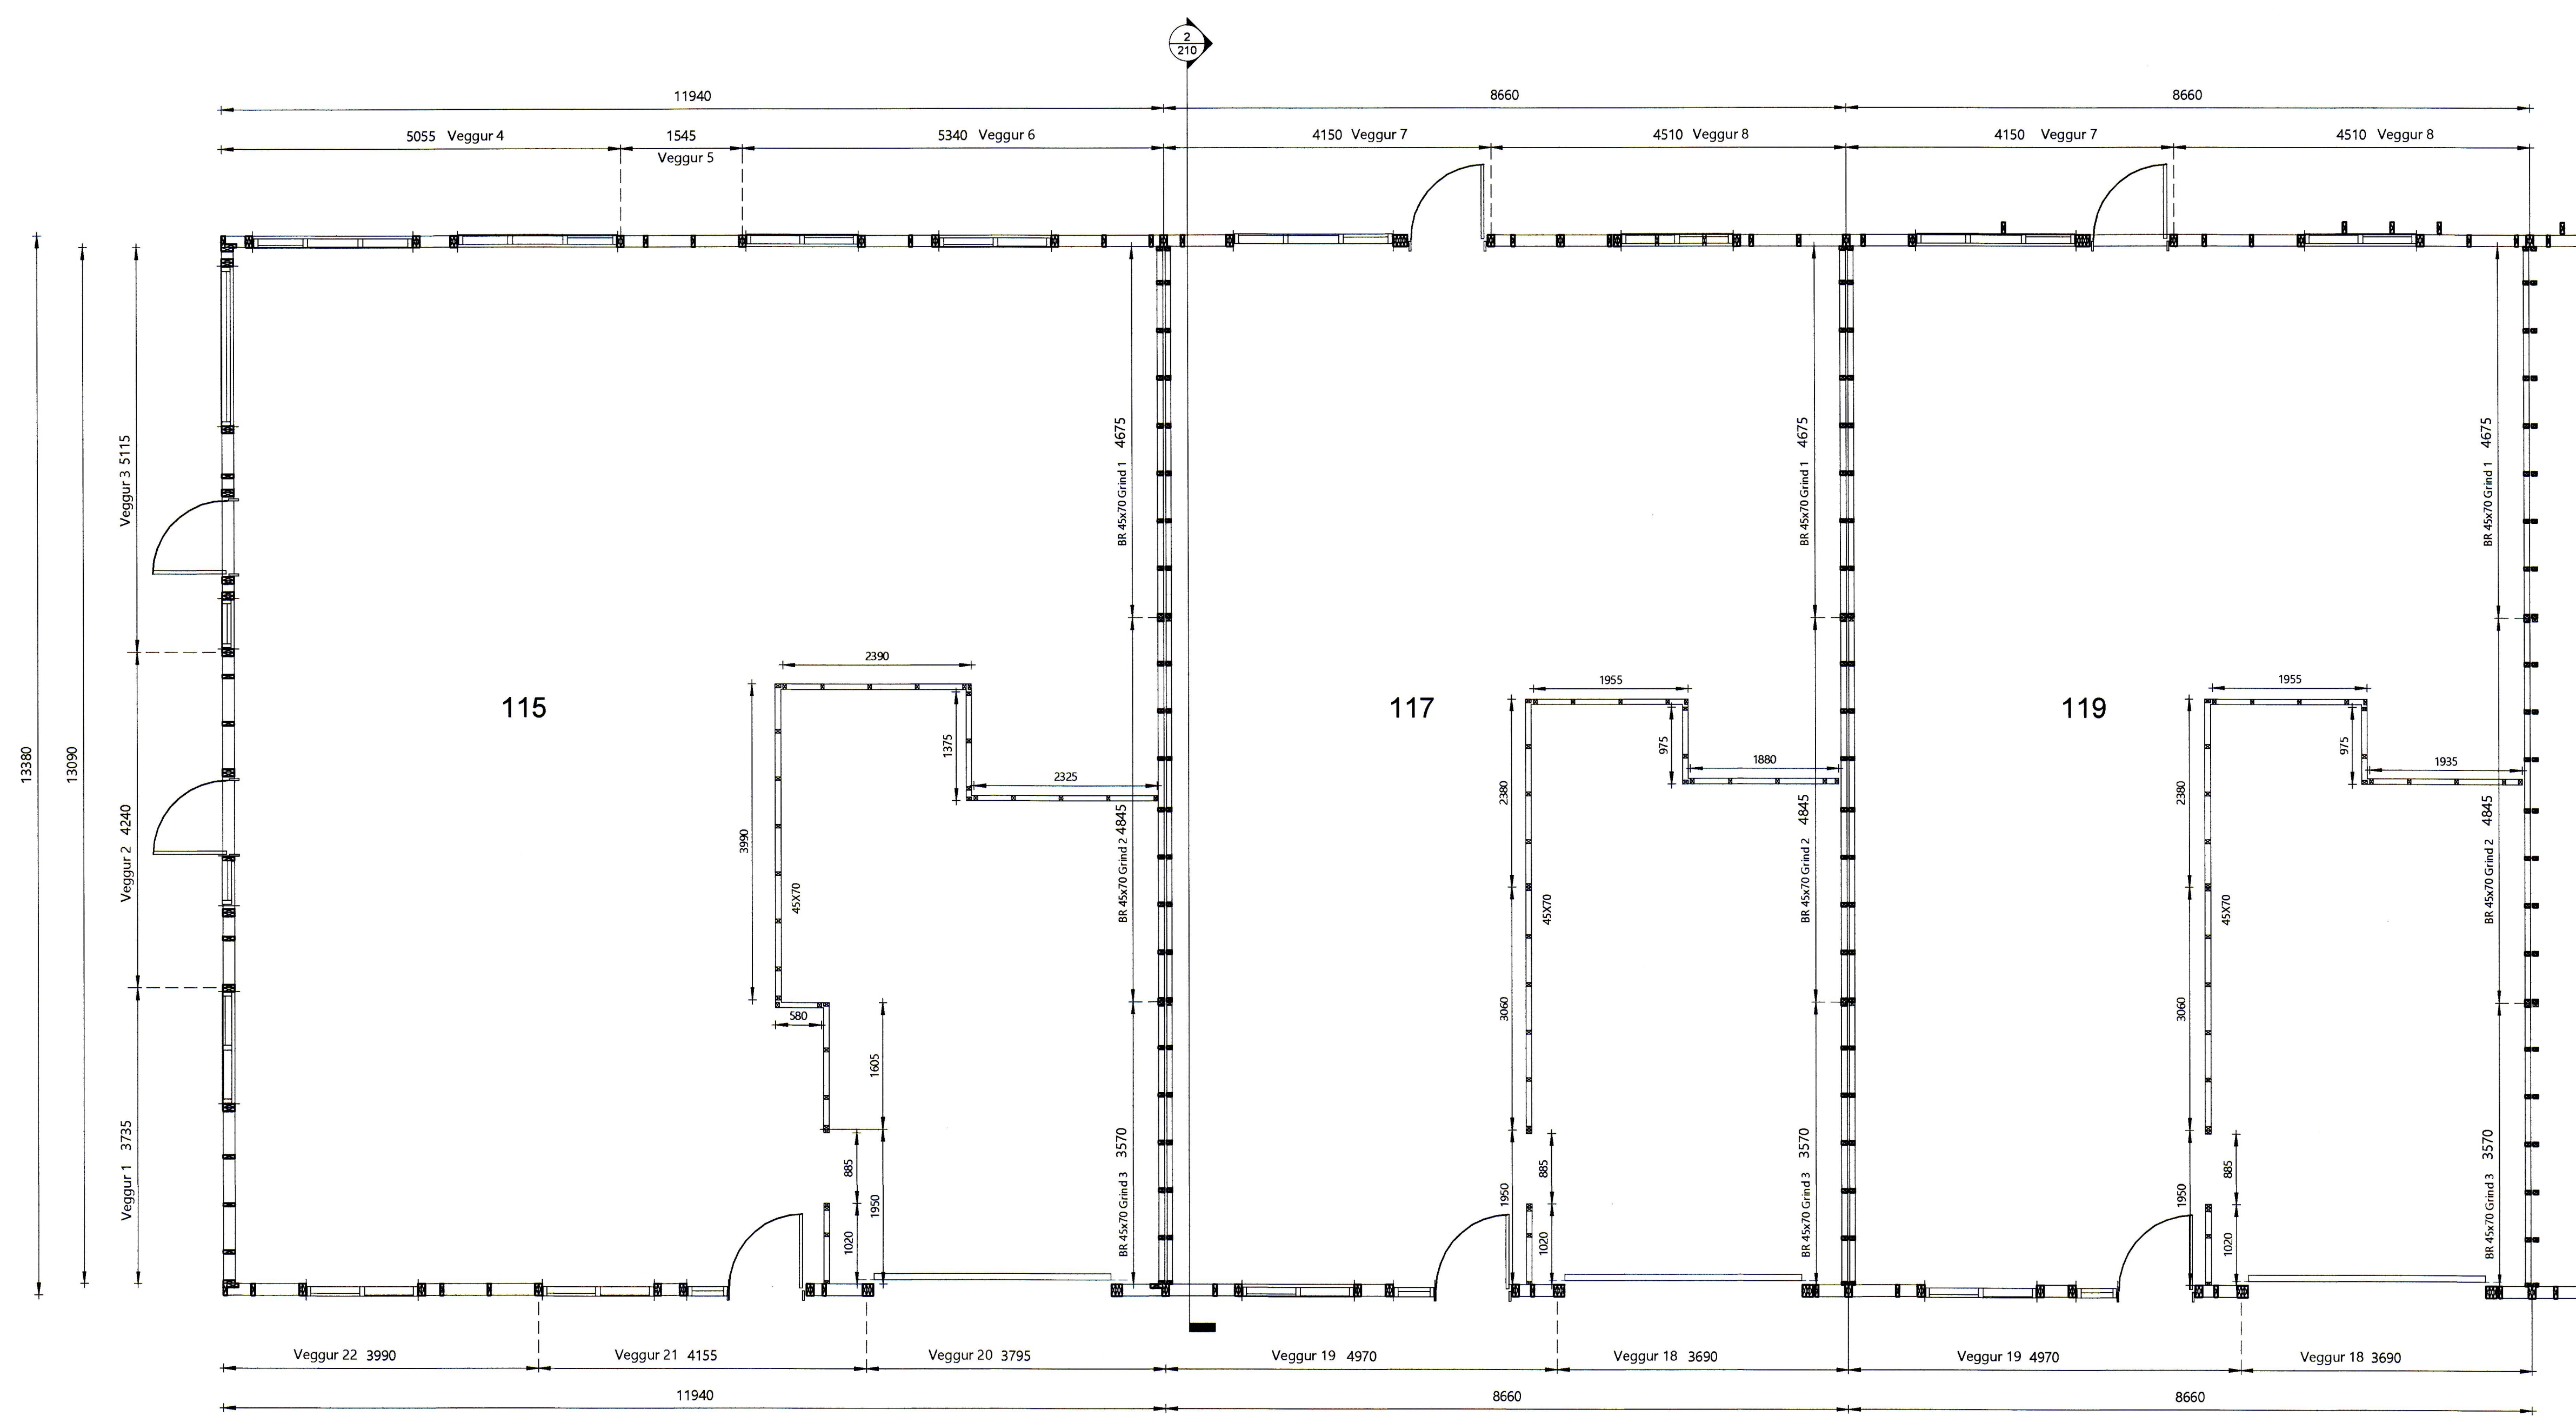 2
210
11940
8660
8660
5055 Veggur 4
1545
5340 Veggur 6
4150 Veggur 7
4510 Veggur 8
4150 Veggur 7
4510 Veggur 8
Veggur 5
13380
13090
Veggur 3 5115
Veggur 2 4240
Veggur 1 3735
115
2390
1375
2325
3990
45X70
580
1605
885
1950
1020
BR 45x70 Grind 1 4675
BR 45x70 Grind 2 4845
BR 45x70 Grind 3 3570
117
1955
975
1880
2380
45X70
3060
885
1950
1020
BR 45x70 Grind 1 4675
BR 45x70 Grind 2 4845
BR 45x70 Grind 3 3570
119
1955
975
1935
2380
45X70
3060
885
1950
1020
BR 45x70 Grind 1 4675
BR 45x70 Grind 2 4845
BR 45x70 Grind 3 3570
Veggur 22 3990
Veggur 21 4155
Veggur 20 3795
Veggur 19 4970
Veggur 18 3690
Veggur 19 4970
Veggur 18 3690
11940
8660
8660